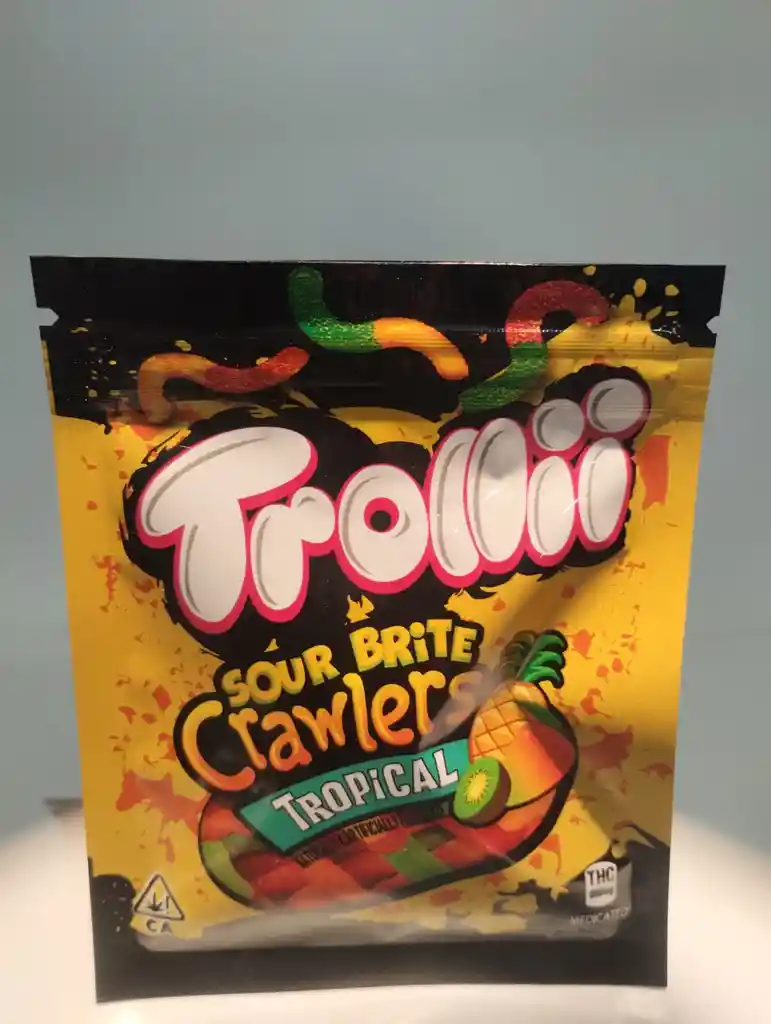 Trollii
SOUR BRiTE
Crawlers
TROPiCAL
THC
MEDICATED
CA